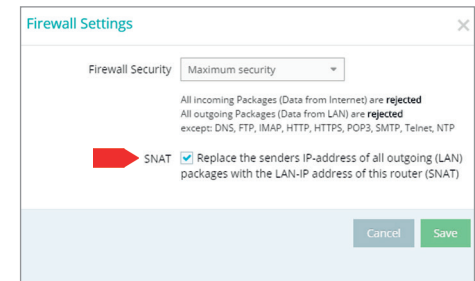 Firewall Settings
Firewall Security Maximum security
All incoming Packages (Data from Internet) are rejected
All outgoing Packages (Data from LAN) are rejected
except: DNS, FTP, IMAP, HTTP, HTTPS, POP3, SMTP, Telnet, NTP
SNAT Replace the senders IP-address of all outgoing (LAN)
packages with the LAN-IP address of this router (SNAT)
Cancel Save